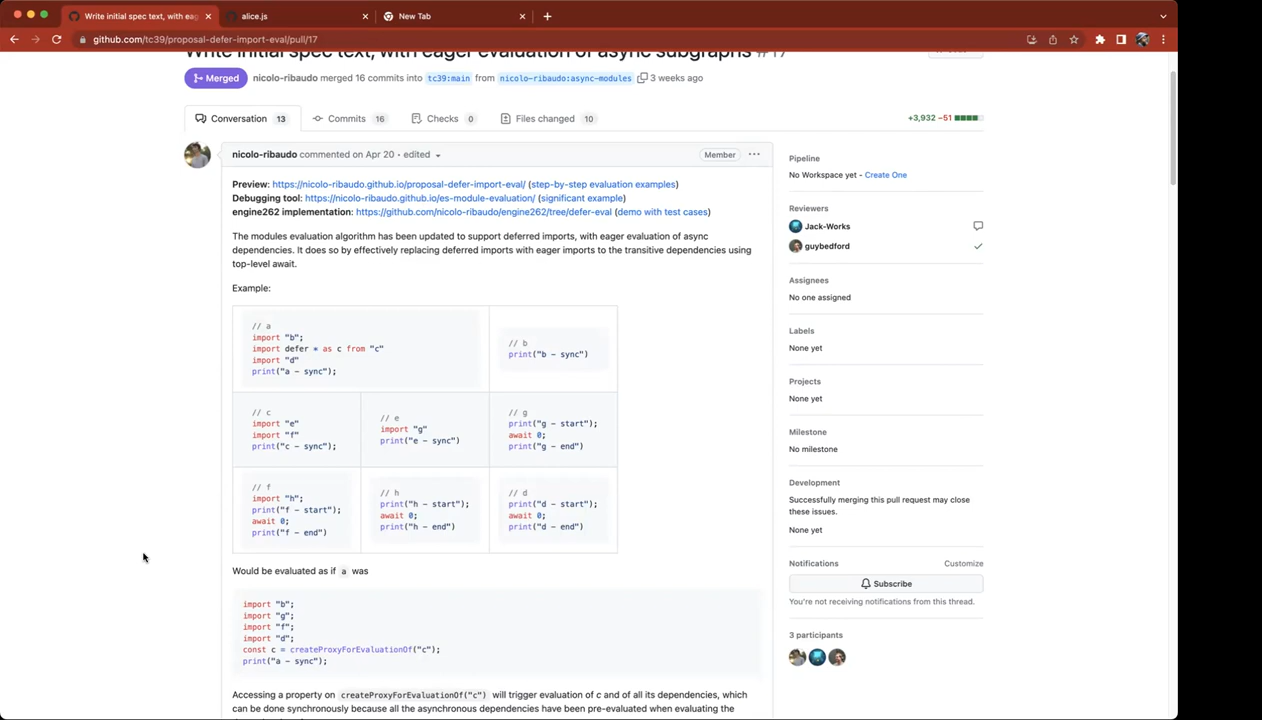 Write initial spec text, with eag
alice.js
New Tab
github.com/tc39/proposal-defer-import-eval/pull/17
Write initial spec text, with eager evaluation of async subgraphs #17
Merged
nicolo-ribaudo merged 16 commits into tc39:main from nicolo-ribaudo:async-modules 3 weeks ago
Conversation 13
Commits 16
Checks 0
Files changed 10
+3,932 −51
nicolo-ribaudo commented on Apr 20 • edited
Member
Preview: https://nicolo-ribaudo.github.io/proposal-defer-import-eval/ (step-by-step evaluation examples)
Debugging tool: https://nicolo-ribaudo.github.io/es-module-evaluation/ (significant example)
engine262 implementation: https://github.com/nicolo-ribaudo/engine262/tree/defer-eval (demo with test cases)
The modules evaluation algorithm has been updated to support deferred imports, with eager evaluation of async
dependencies. It does so by effectively replacing deferred imports with eager imports to the transitive dependencies using
top-level await.
Example:
// a
import "b";
import defer * as c from "c"
import "d"
print("a – sync");
// b
print("b – sync")
// c
import "e"
import "f"
print("c – sync");
// e
import "g"
print("e – sync")
// g
print("g – start");
await 0;
print("g – end")
// f
import "h";
print("f – start");
await 0;
print("f – end")
// h
print("h – start");
await 0;
print("h – end")
// d
print("d – start");
await 0;
print("d – end")
Would be evaluated as if a was
import "b";
import "g";
import "f";
import "d";
const c = createProxyForEvaluationOf("c");
print("a – sync");
Accessing a property on createProxyForEvaluationOf("c") will trigger evaluation of c and of all its dependencies, which
can be done synchronously because all the asynchronous dependencies have been pre-evaluated when evaluating the
Pipeline
No Workspace yet - Create One
Reviewers
Jack-Works
guybedford
Assignees
No one assigned
Labels
None yet
Projects
None yet
Milestone
No milestone
Development
Successfully merging this pull request may close
these issues.
None yet
Notifications
Customize
Subscribe
You're not receiving notifications from this thread.
3 participants